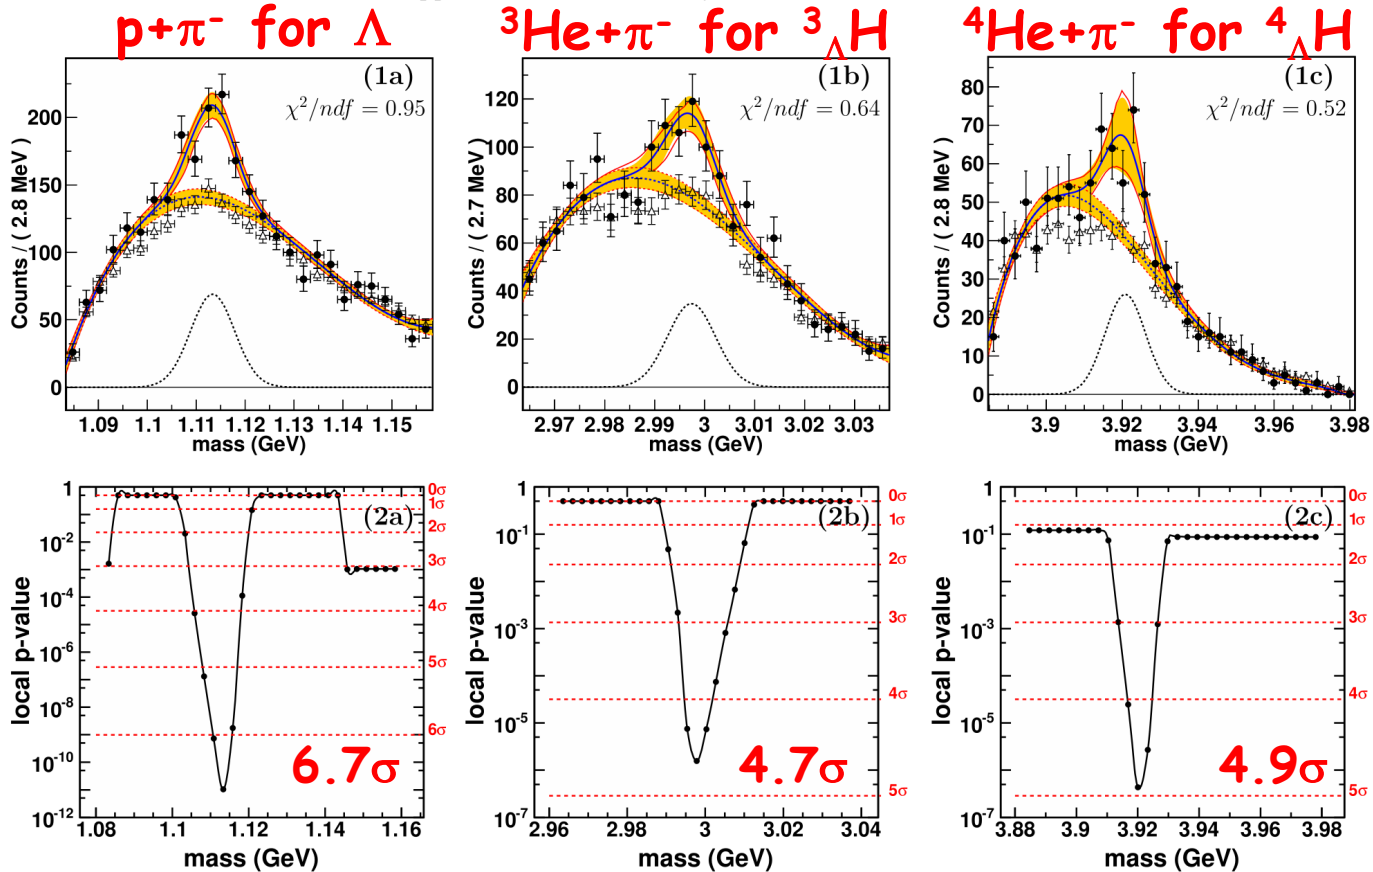 p+π⁻ for Λ
³He+π⁻ for ³ΛH
⁴He+π⁻ for ⁴ΛH
(1a)
χ²/ndf = 0.95
Counts / ( 2.8 MeV )
200
150
100
50
0
1.09 1.1 1.11 1.12 1.13 1.14 1.15
mass (GeV)
(1b)
χ²/ndf = 0.64
Counts / ( 2.7 MeV )
120
100
80
60
40
20
0
2.97 2.98 2.99 3 3.01 3.02 3.03
mass (GeV)
(1c)
χ²/ndf = 0.52
Counts / ( 2.8 MeV )
80
70
60
50
40
30
20
10
0
3.9 3.92 3.94 3.96 3.98
mass (GeV)
(2a)
local p-value
1
10⁻²
10⁻⁴
10⁻⁶
10⁻⁸
10⁻¹⁰
10⁻¹²
0σ
1σ
2σ
3σ
4σ
5σ
6σ
6.7σ
1.08 1.1 1.12 1.14 1.16
mass (GeV)
(2b)
local p-value
1
10⁻¹
10⁻³
10⁻⁵
10⁻⁷
0σ
1σ
2σ
3σ
4σ
5σ
4.7σ
2.96 2.98 3 3.02 3.04
mass (GeV)
(2c)
local p-value
1
10⁻¹
10⁻³
10⁻⁵
10⁻⁷
0σ
1σ
2σ
3σ
4σ
5σ
4.9σ
3.88 3.9 3.92 3.94 3.96 3.98
mass (GeV)